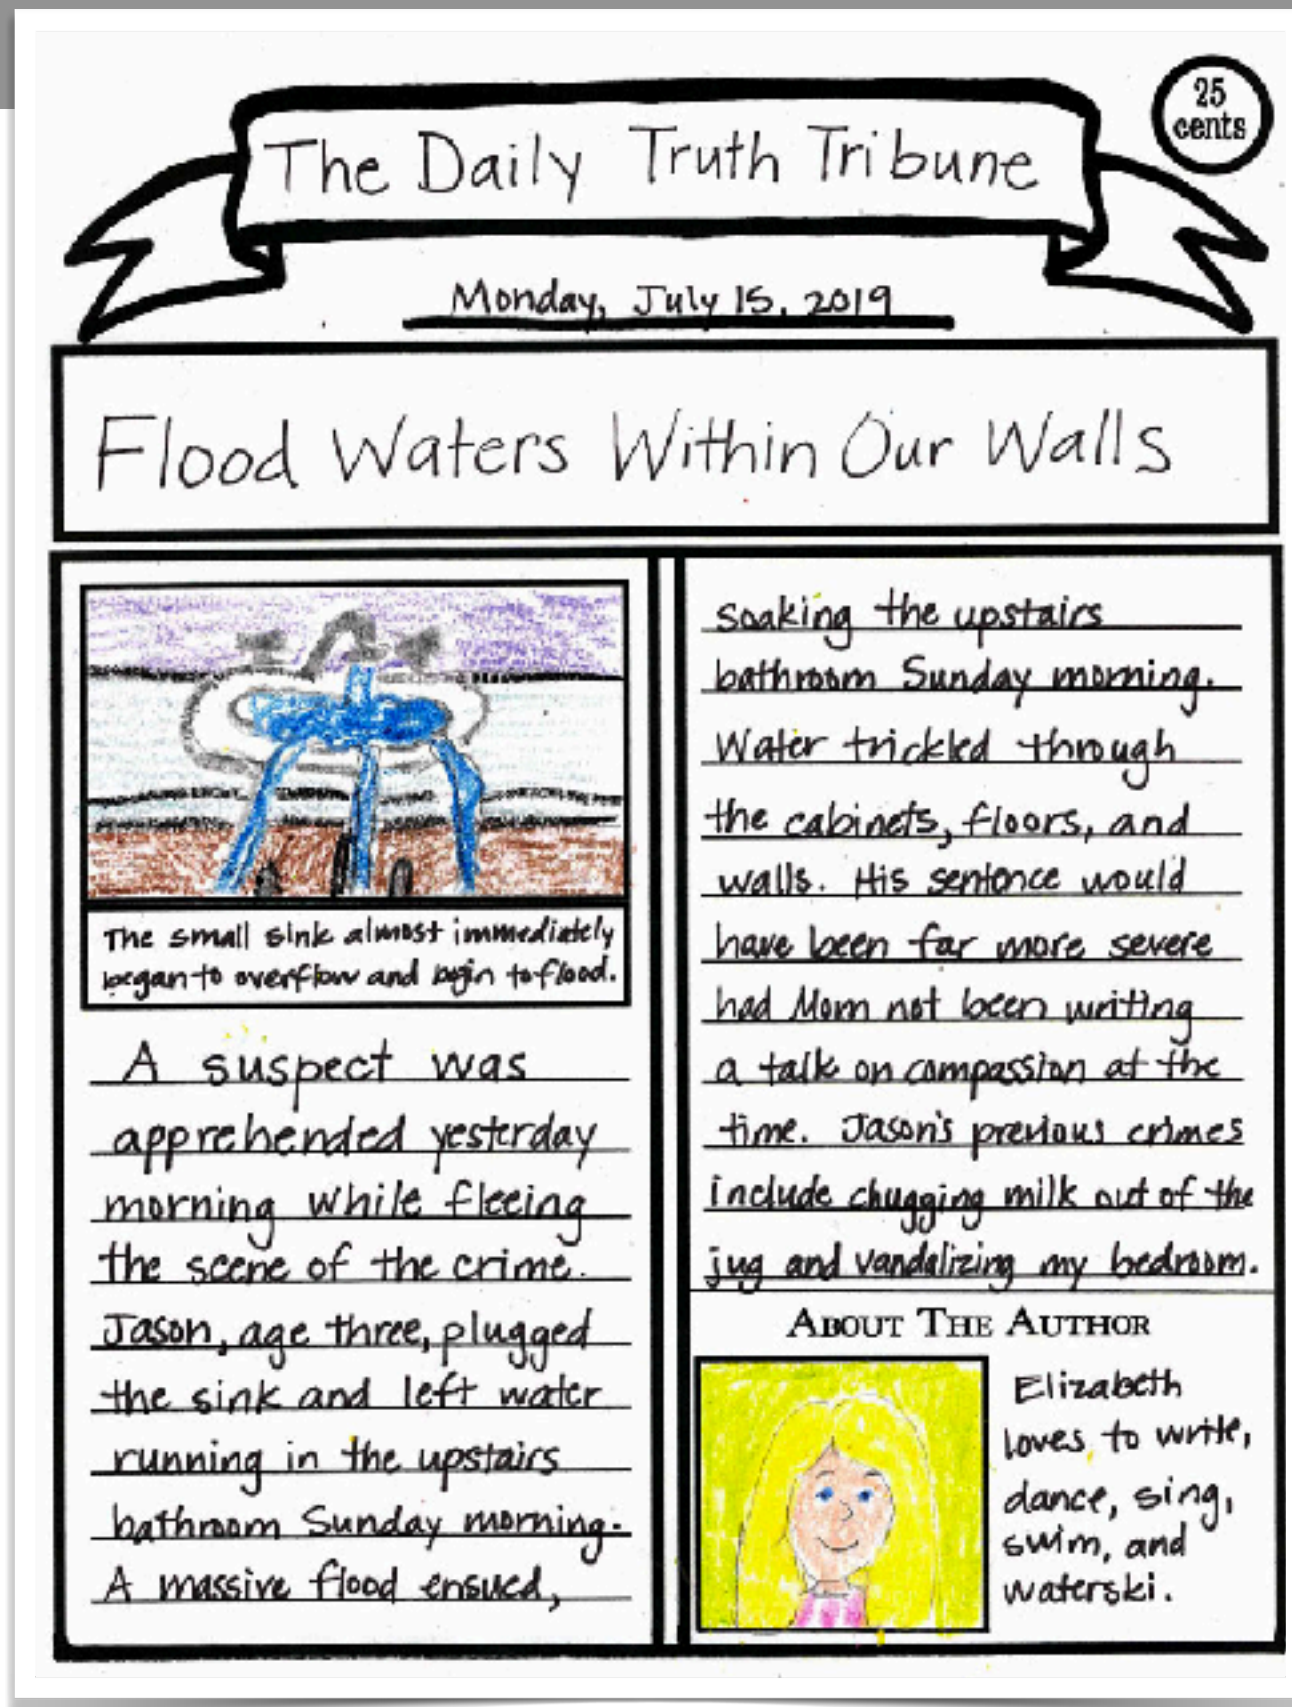 25
cents
The Daily Truth Tribune
Monday, July 15, 2019
Flood Waters Within Our Walls
The small sink almost immediately
began to overflow and begin to flood.
A suspect was
apprehended yesterday
morning while fleeing
the scene of the crime.
Jason, age three, plugged
the sink and left water
running in the upstairs
bathroom Sunday morning.
A massive flood ensued,
soaking the upstairs
bathroom Sunday morning.
Water trickled through
the cabinets, floors, and
walls. His sentence would
have been far more severe
had Mom not been writing
a talk on compassion at the
time. Jason's previous crimes
include chugging milk out of the
jug and vandalizing my bedroom.
ABOUT THE AUTHOR
Elizabeth
loves to write,
dance, sing,
swim, and
waterski.